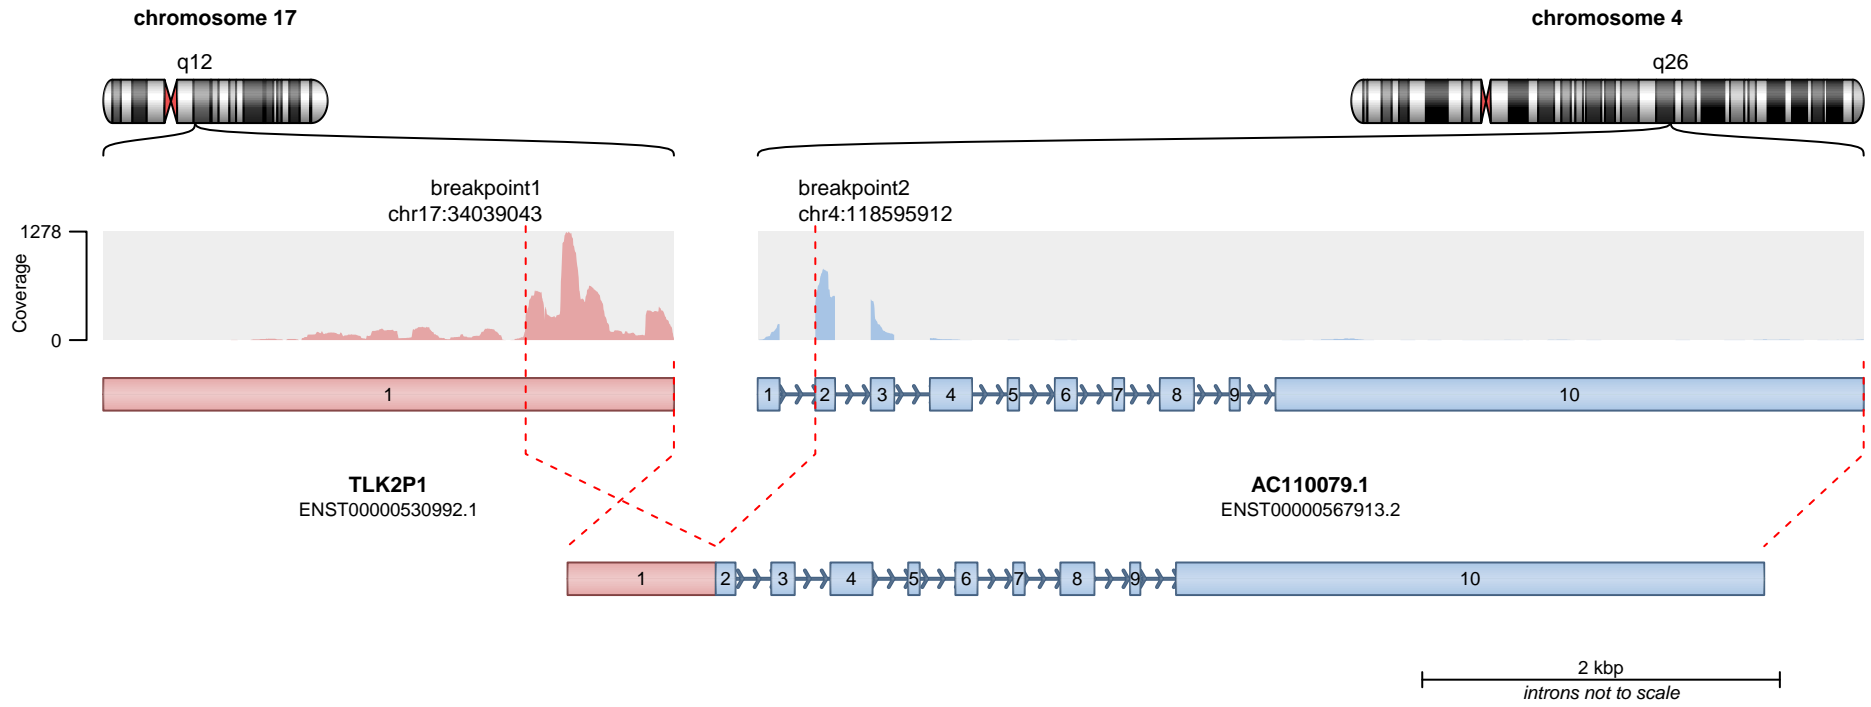 chromosome 17
chromosome 4
q12
q26
breakpoint1
chr17:34039043
breakpoint2
chr4:118595912
1278
0
Coverage
1
1 2 3 4 5 6 7 8 9 10
TLK2P1
ENST00000530992.1
AC110079.1
ENST00000567913.2
1 2 3 4 5 6 7 8 9 10
2 kbp
introns not to scale